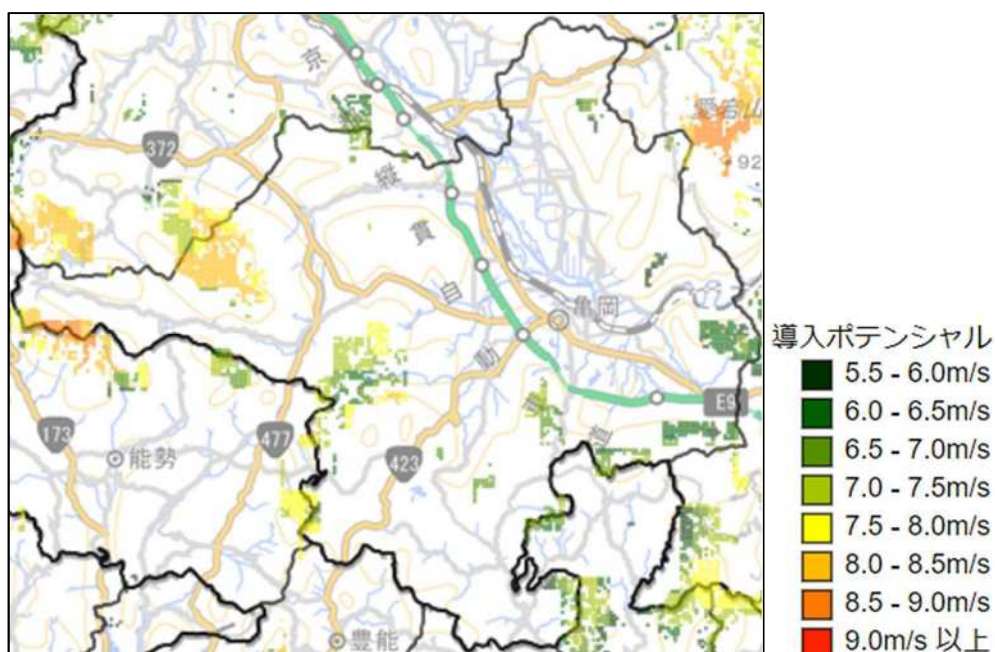 京
縦
貫
自
動
道
372
愛宕山
92
亀岡
E9
173
477
423
能勢
豊能
導入ポテンシャル
5.5 - 6.0m/s
6.0 - 6.5m/s
6.5 - 7.0m/s
7.0 - 7.5m/s
7.5 - 8.0m/s
8.0 - 8.5m/s
8.5 - 9.0m/s
9.0m/s 以上